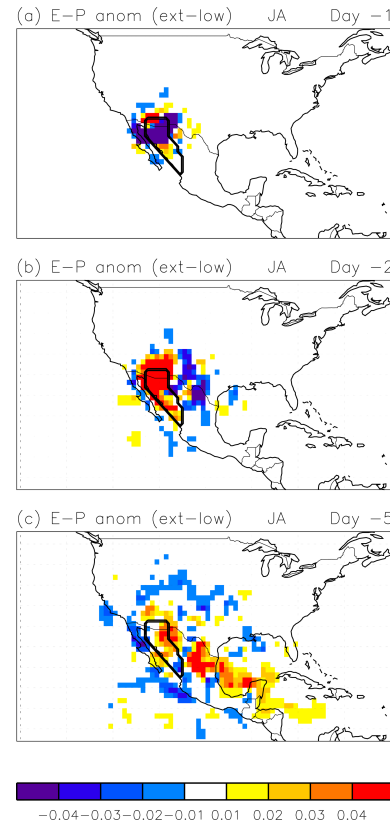 (a) E-P anom (ext-low) JA Day -1
(b) E-P anom (ext-low) JA Day -2
(c) E-P anom (ext-low) JA Day -5
-0.04 -0.03 -0.02 -0.01 0.01 0.02 0.03 0.04